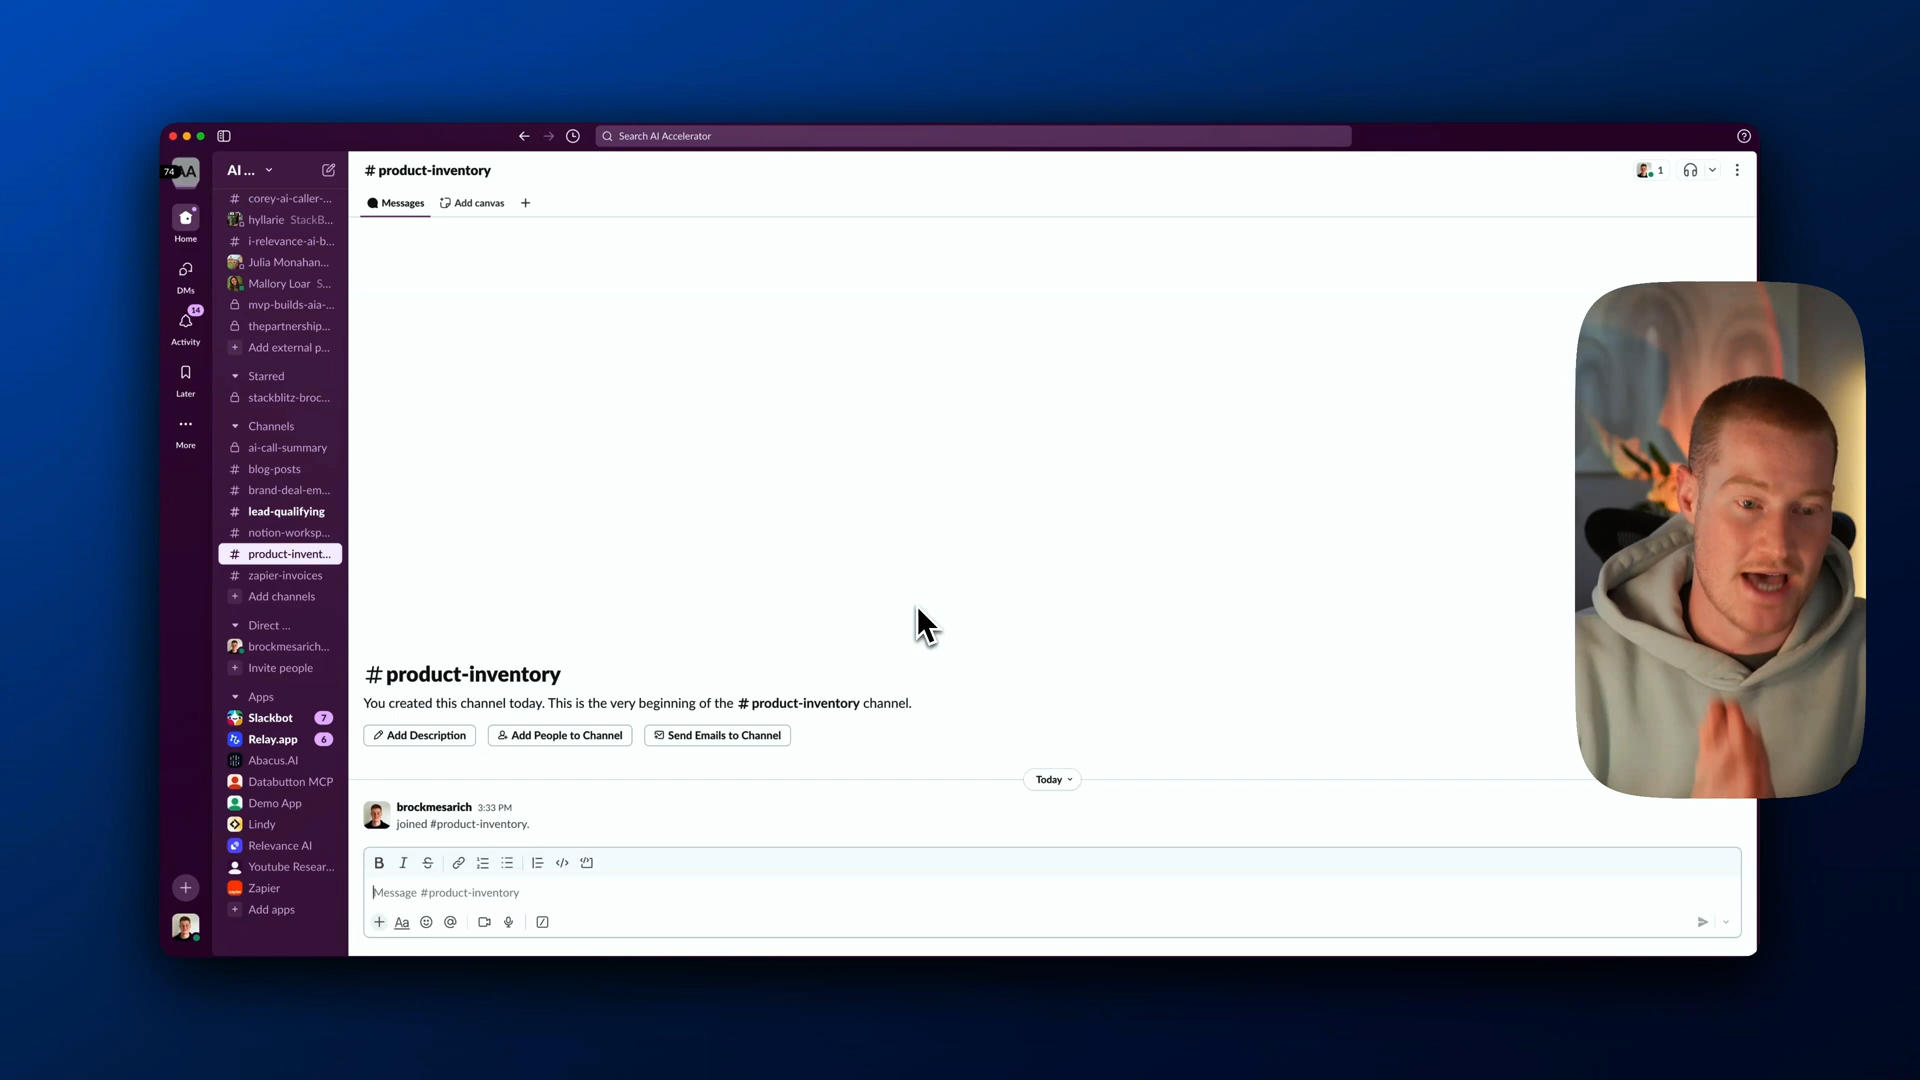 Search AI Accelerator
74
AA
AI ...
Home
DMs
14
Activity
Later
More
corey-ai-caller-...
hyllarie StackB...
i-relevance-ai-b...
Julia Monahan...
Mallory Loar S...
mvp-builds-aia-...
thepartnership...
+ Add external p...
Starred
stackblitz-broc...
Channels
ai-call-summary
# blog-posts
# brand-deal-em...
# lead-qualifying
# notion-worksp...
# product-invent...
# zapier-invoices
+ Add channels
Direct ...
brockmesarich...
+ Invite people
Apps
Slackbot 7
Relay.app 6
Abacus.AI
Databutton MCP
Demo App
Lindy
Relevance AI
Youtube Resear...
Zapier
+ Add apps
# product-inventory
1
Messages Add canvas +
# product-inventory
You created this channel today. This is the very beginning of the # product-inventory channel.
Add Description Add People to Channel Send Emails to Channel
Today
brockmesarich 3:33 PM
joined #product-inventory.
B I S
Message #product-inventory
+ Aa